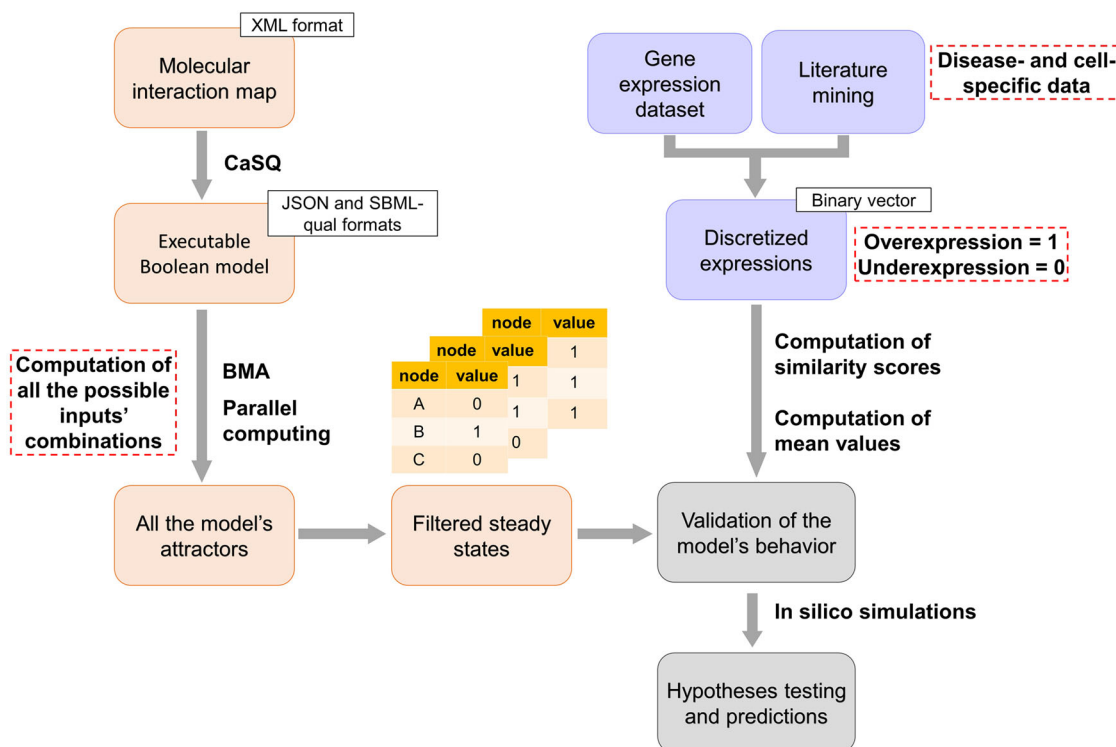 XML format
Molecular
interaction map
CaSQ
JSON and SBML-
qual formats
Executable
Boolean model
Computation of
all the possible
inputs'
combinations
BMA
Parallel
computing
node value
1
1
1
node value
1
1
0
node value
A 0
B 1
C 0
All the model's
attractors
Filtered steady
states
Gene
expression
dataset
Literature
mining
Disease- and cell-
specific data
Binary vector
Discretized
expressions
Overexpression = 1
Underexpression = 0
Computation of
similarity scores
Computation of
mean values
Validation of the
model's behavior
In silico simulations
Hypotheses testing
and predictions